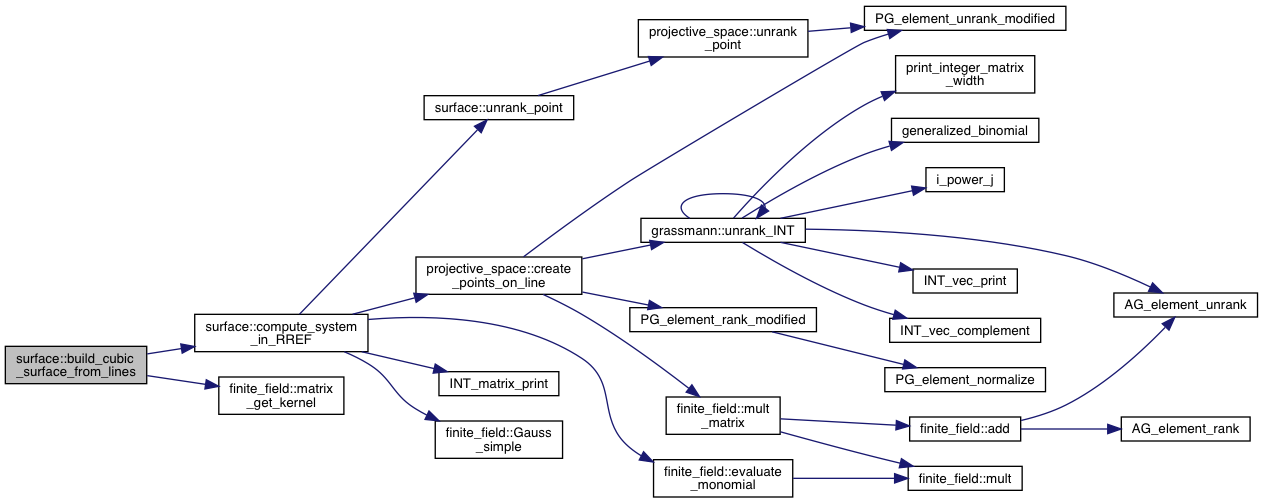 surface::build_cubic
_surface_from_lines
surface::compute_system
_in_RREF
finite_field::matrix
_get_kernel
surface::unrank_point
projective_space::create
_points_on_line
INT_matrix_print
finite_field::Gauss
_simple
projective_space::unrank
_point
grassmann::unrank_INT
PG_element_rank_modified
finite_field::mult
_matrix
finite_field::evaluate
_monomial
PG_element_unrank_modified
print_integer_matrix
_width
generalized_binomial
i_power_j
INT_vec_print
INT_vec_complement
PG_element_normalize
finite_field::add
finite_field::mult
AG_element_unrank
AG_element_rank